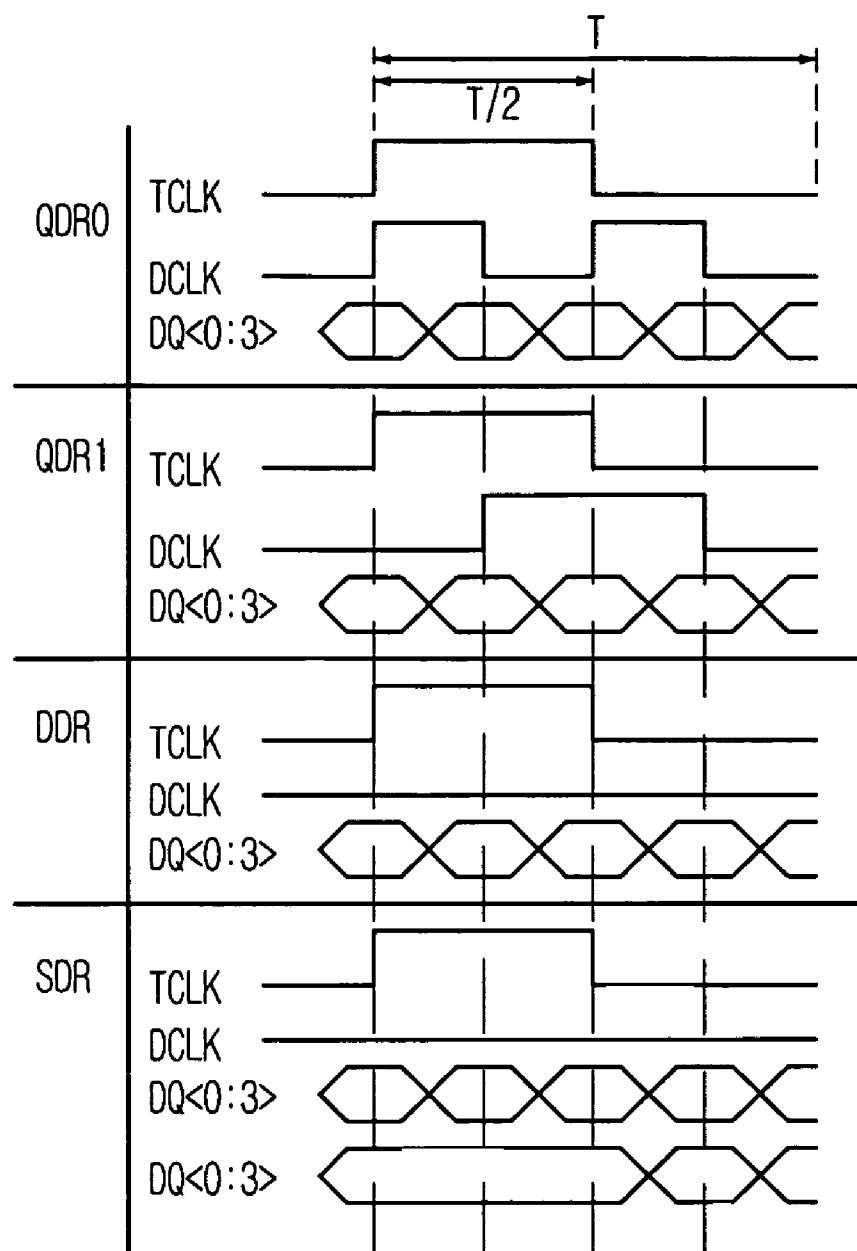 T
T/2
QDR0
TCLK
DCLK
DQ<0:3>
QDR1
TCLK
DCLK
DQ<0:3>
DDR
TCLK
DCLK
DQ<0:3>
SDR
TCLK
DCLK
DQ<0:3>
DQ<0:3>